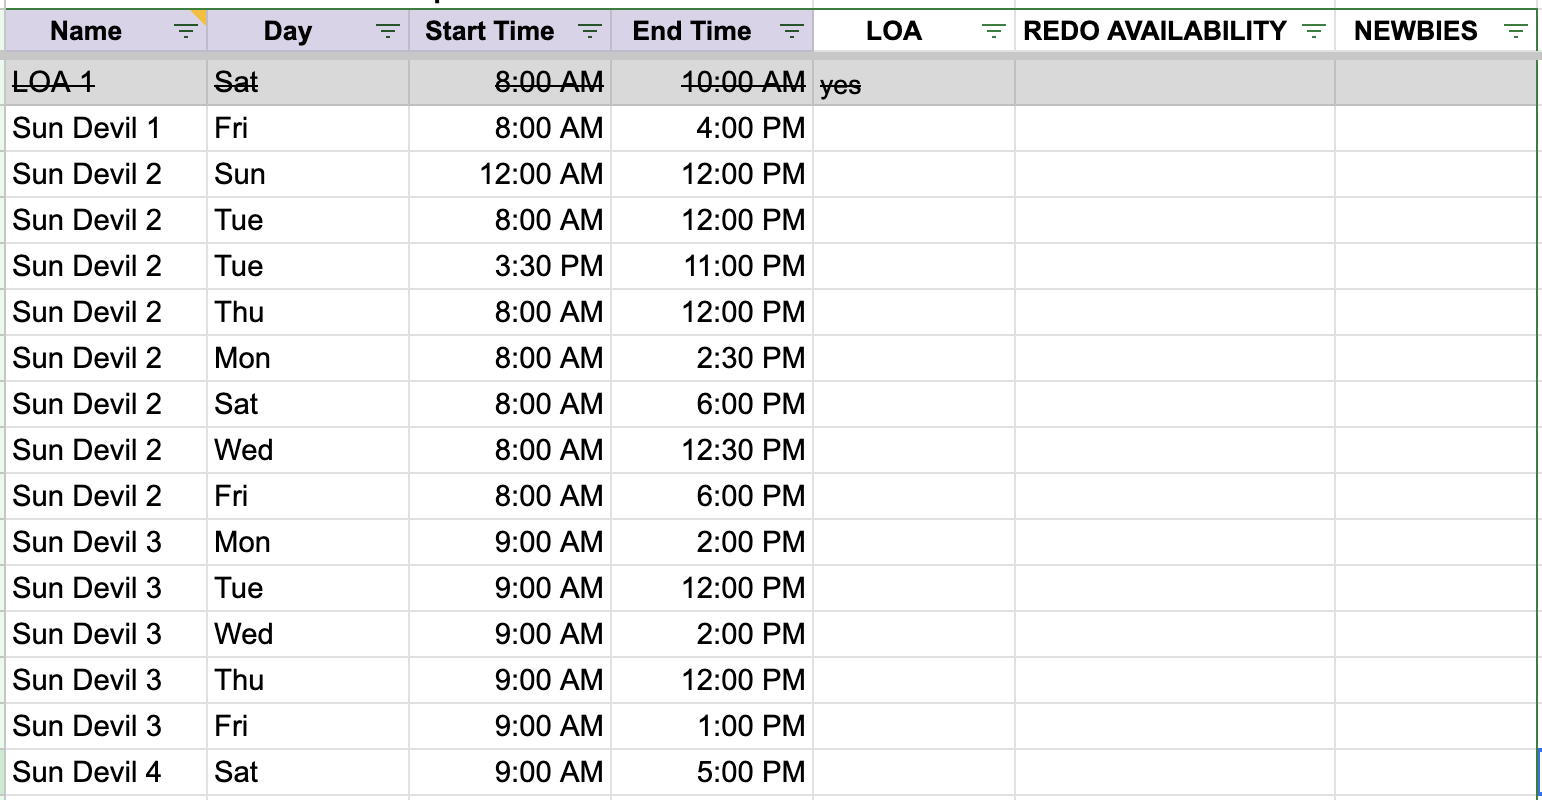 Name Day Start Time End Time LOA REDO AVAILABILITY NEWBIES
LOA 1 Sat 8:00 AM 10:00 AM yes
Sun Devil 1 Fri 8:00 AM 4:00 PM
Sun Devil 2 Sun 12:00 AM 12:00 PM
Sun Devil 2 Tue 8:00 AM 12:00 PM
Sun Devil 2 Tue 3:30 PM 11:00 PM
Sun Devil 2 Thu 8:00 AM 12:00 PM
Sun Devil 2 Mon 8:00 AM 2:30 PM
Sun Devil 2 Sat 8:00 AM 6:00 PM
Sun Devil 2 Wed 8:00 AM 12:30 PM
Sun Devil 2 Fri 8:00 AM 6:00 PM
Sun Devil 3 Mon 9:00 AM 2:00 PM
Sun Devil 3 Tue 9:00 AM 12:00 PM
Sun Devil 3 Wed 9:00 AM 2:00 PM
Sun Devil 3 Thu 9:00 AM 12:00 PM
Sun Devil 3 Fri 9:00 AM 1:00 PM
Sun Devil 4 Sat 9:00 AM 5:00 PM